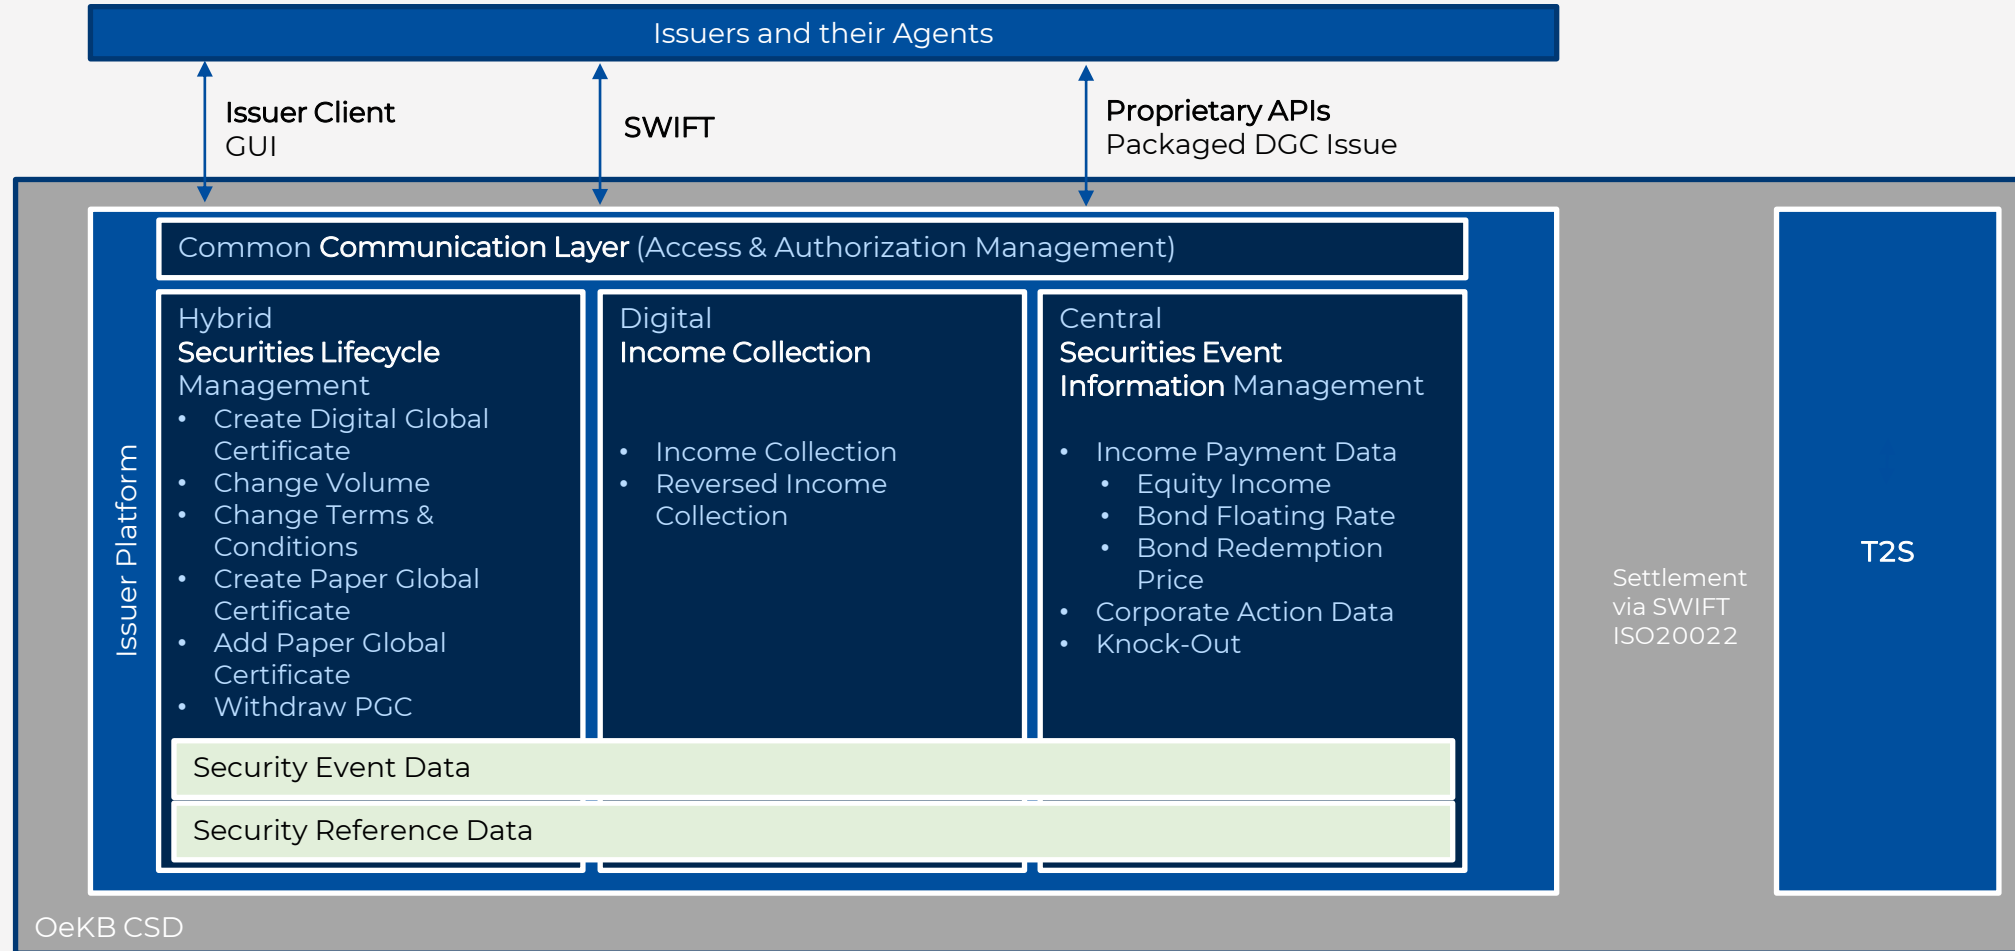 Issuers and their Agents
Issuer Client
GUI
SWIFT
Proprietary APIs
Packaged DGC Issue
Common Communication Layer (Access & Authorization Management)
Issuer Platform
Hybrid
Securities Lifecycle
Management
• Create Digital Global
Certificate
• Change Volume
• Change Terms &
Conditions
• Create Paper Global
Certificate
• Add Paper Global
Certificate
• Withdraw PGC
Digital
Income Collection
• Income Collection
• Reversed Income
Collection
Central
Securities Event
Information Management
• Income Payment Data
• Equity Income
• Bond Floating Rate
• Bond Redemption
Price
• Corporate Action Data
• Knock-Out
Security Event Data
Security Reference Data
Settlement
via SWIFT
ISO20022
T2S
OeKB CSD